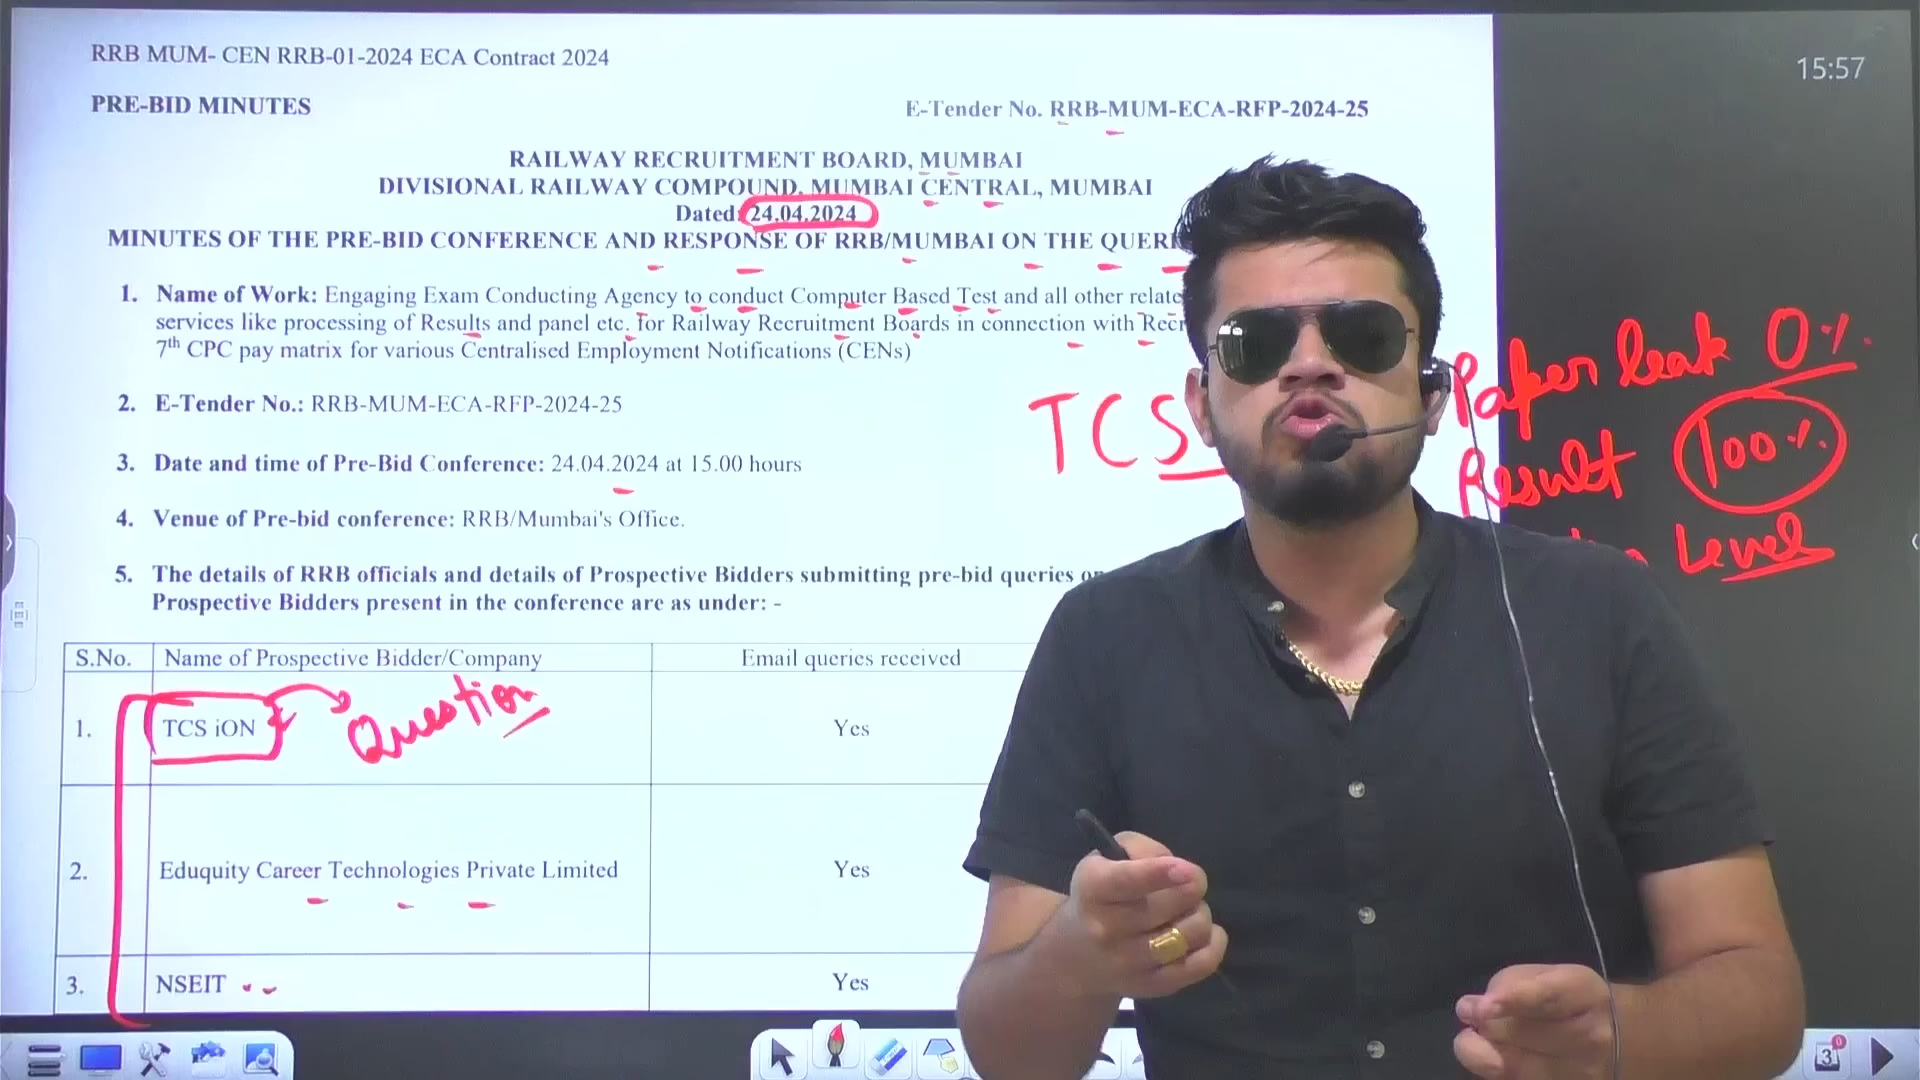 RRB MUM- CEN RRB-01-2024 ECA Contract 2024
15:57
PRE-BID MINUTES
E-Tender No. RRB-MUM-ECA-RFP-2024-25
RAILWAY RECRUITMENT BOARD, MUMBAI
DIVISIONAL RAILWAY COMPOUND, MUMBAI CENTRAL, MUMBAI
Dated: 24.04.2024
MINUTES OF THE PRE-BID CONFERENCE AND RESPONSE OF RRB/MUMBAI ON THE
1. Name of Work: Engaging Exam Conducting Agency to conduct Computer Based Test and all other
services like processing of Results and panel etc. for Railway Recruitment Boards in connection with
7th CPC pay matrix for various Centralised Employment Notifications (CENs)
2. E-Tender No.: RRB-MUM-ECA-RFP-2024-25
3. Date and time of Pre-Bid Conference: 24.04.2024 at 15.00 hours
4. Venue of Pre-bid conference: RRB/Mumbai's Office.
5. The details of RRB officials and details of Prospective Bidders submitting pre-bid queries
Prospective Bidders present in the conference are as under: -
TCS
Paper leak 0%.
Result 100%.
Level
S.No. Name of Prospective Bidder/Company Email queries received
1. TCS iON Yes
Question
2. Eduquity Career Technologies Private Limited Yes
3. NSEIT Yes
3